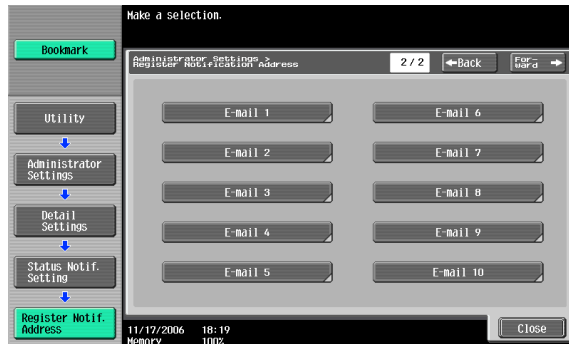 Make a selection.
Bookmark
Administrator Settings >
Register Notification Address
2 / 2
←Back
For-
ward →
Utility
Administrator
Settings
Detail
Settings
Status Notif.
Setting
Register Notif.
Address
E-mail 1
E-mail 6
E-mail 2
E-mail 7
E-mail 3
E-mail 8
E-mail 4
E-mail 9
E-mail 5
E-mail 10
11/17/2006 18:19
Memory 100%
Close